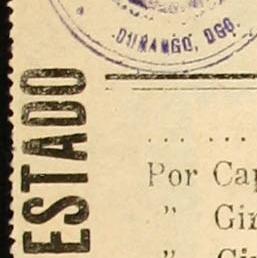 DURANGO, DGO.
ESTADO
Por Cap
" Gir
"